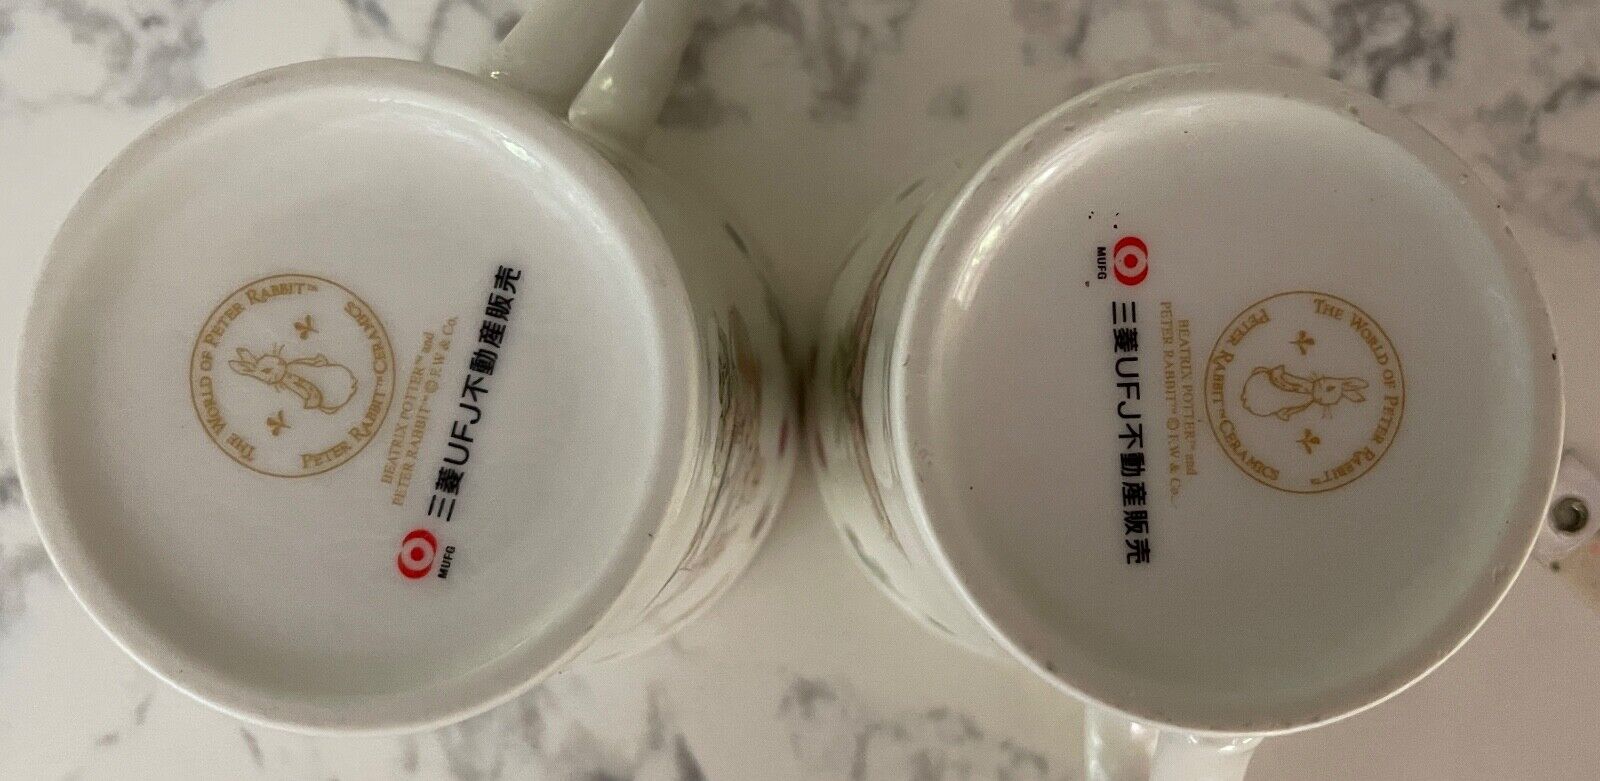 THE WORLD OF PETER RABBIT™
PETER RABBIT™ CERAMICS
BEATRIX POTTER™ and
PETER RABBIT™ © F.W & Co.
MUFG
三菱UFJ不動産販売
THE WORLD OF PETER RABBIT™
PETER RABBIT™ CERAMICS
BEATRIX POTTER™ and
PETER RABBIT™ © F.W & Co.
MUFG
三菱UFJ不動産販売